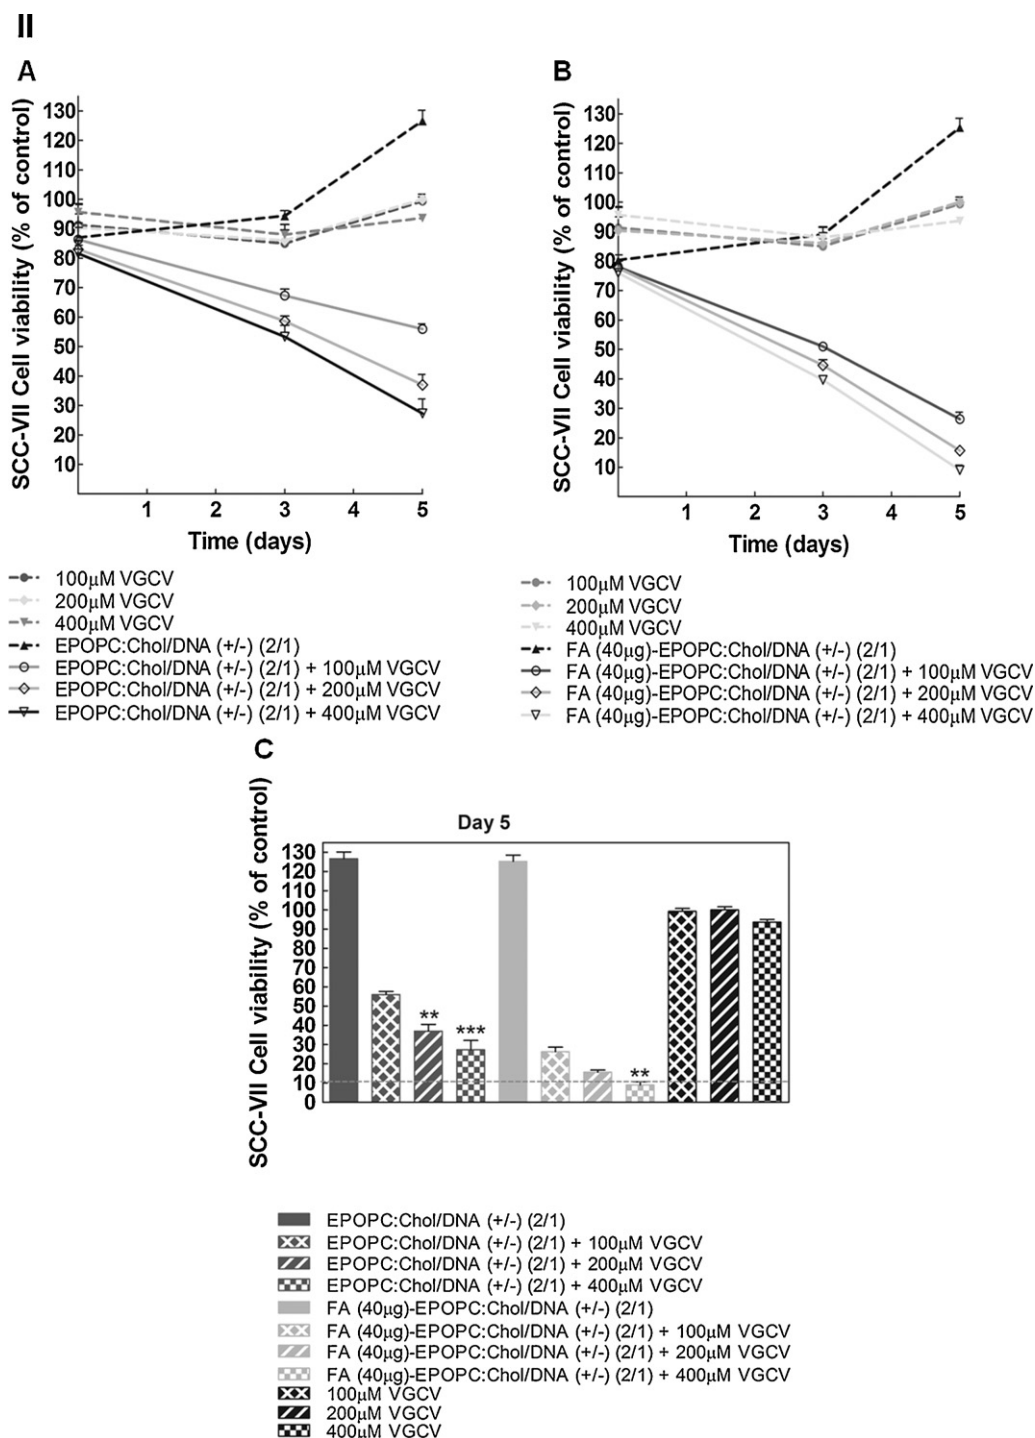 II
A
SCC-VII Cell viability (% of control)
130
120
110
100
90
80
70
60
50
40
30
20
10
1
2
3
4
5
Time (days)
100μM VGCV
200μM VGCV
400μM VGCV
EPOPC:Chol/DNA (+/-) (2/1)
EPOPC:Chol/DNA (+/-) (2/1) + 100μM VGCV
EPOPC:Chol/DNA (+/-) (2/1) + 200μM VGCV
EPOPC:Chol/DNA (+/-) (2/1) + 400μM VGCV
B
SCC-VII Cell viability (% of control)
130
120
110
100
90
80
70
60
50
40
30
20
10
1
2
3
4
5
Time (days)
100μM VGCV
200μM VGCV
400μM VGCV
FA (40μg)-EPOPC:Chol/DNA (+/-) (2/1)
FA (40μg)-EPOPC:Chol/DNA (+/-) (2/1) + 100μM VGCV
FA (40μg)-EPOPC:Chol/DNA (+/-) (2/1) + 200μM VGCV
FA (40μg)-EPOPC:Chol/DNA (+/-) (2/1) + 400μM VGCV
C
Day 5
SCC-VII Cell viability (% of control)
130
120
110
100
90
80
70
60
50
40
30
20
10
0
**
***
**
EPOPC:Chol/DNA (+/-) (2/1)
EPOPC:Chol/DNA (+/-) (2/1) + 100μM VGCV
EPOPC:Chol/DNA (+/-) (2/1) + 200μM VGCV
EPOPC:Chol/DNA (+/-) (2/1) + 400μM VGCV
FA (40μg)-EPOPC:Chol/DNA (+/-) (2/1)
FA (40μg)-EPOPC:Chol/DNA (+/-) (2/1) + 100μM VGCV
FA (40μg)-EPOPC:Chol/DNA (+/-) (2/1) + 200μM VGCV
FA (40μg)-EPOPC:Chol/DNA (+/-) (2/1) + 400μM VGCV
100μM VGCV
200μM VGCV
400μM VGCV